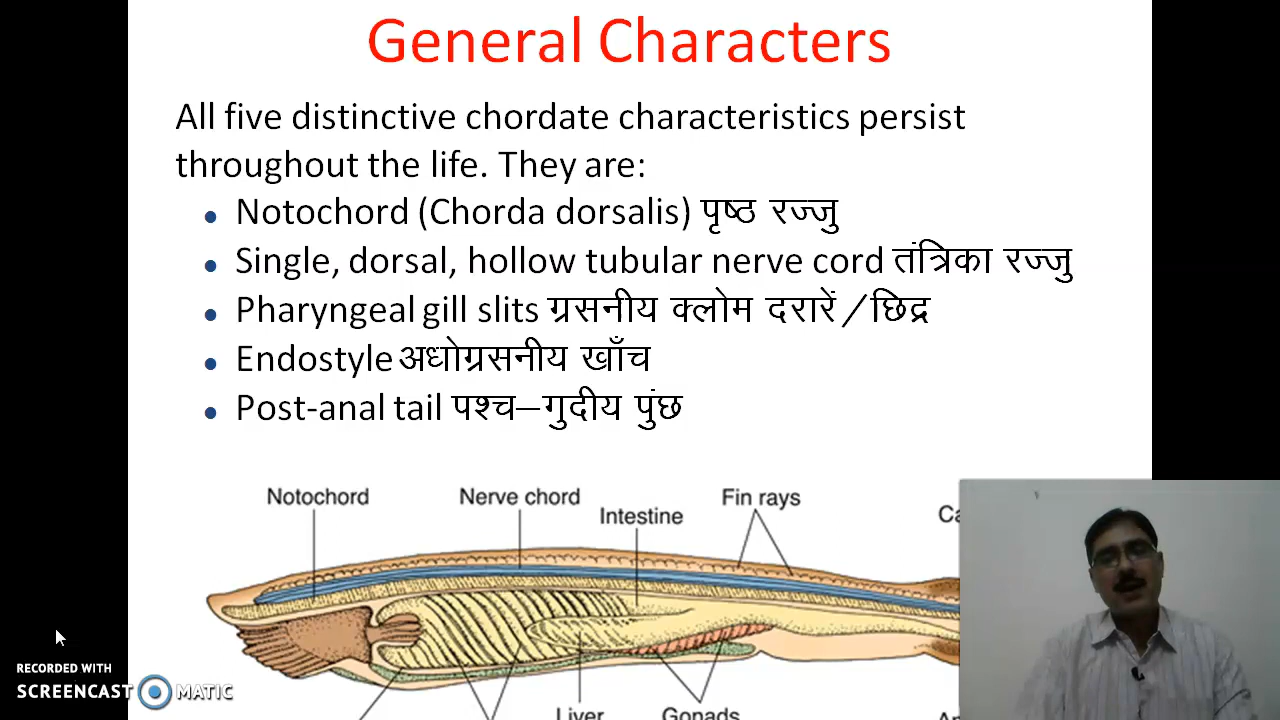 General Characters
All five distinctive chordate characteristics persist
throughout the life. They are:
Notochord (Chorda dorsalis) पृष्ठ रज्जु
Single, dorsal, hollow tubular nerve cord तंत्रिका रज्जु
Pharyngeal gill slits ग्रसनीय क्लोम दरारें/छिद्र
Endostyle अधोग्रसनीय खाँच
Post-anal tail पश्च–गुदीय पुंछ
Notochord
Nerve chord
Intestine
Fin rays
Liver
Gonads
RECORDED WITH
SCREENCAST MATIC